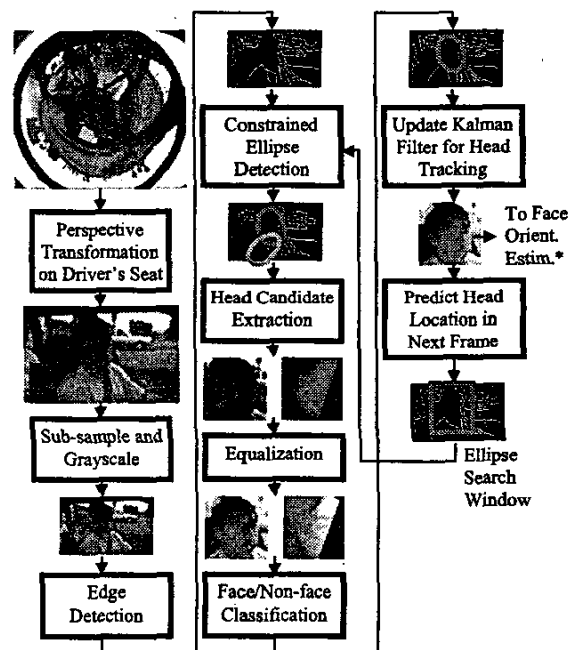 Perspective
Transformation
on Driver's Seat
Sub-sample and
Grayscale
Edge
Detection
Constrained
Ellipse
Detection
Head Candidate
Extraction
Equalization
Face/Non-face
Classification
Update Kalman
Filter for Head
Tracking
To Face
Orient.
Estim.*
Predict Head
Location in
Next Frame
Ellipse
Search
Window